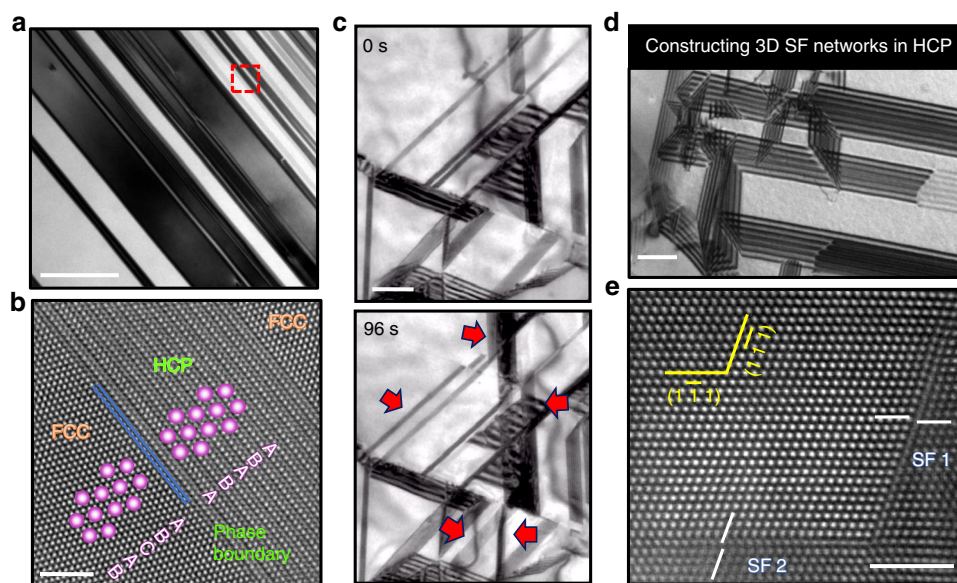 a
b
FCC
HCP
FCC
A
B
A
B
A
A
B
C
A
B
Phase
boundary
c
0 s
96 s
d
Constructing 3D SF networks in HCP
e
(1 1 1)
(1 1 1)
SF 1
SF 2